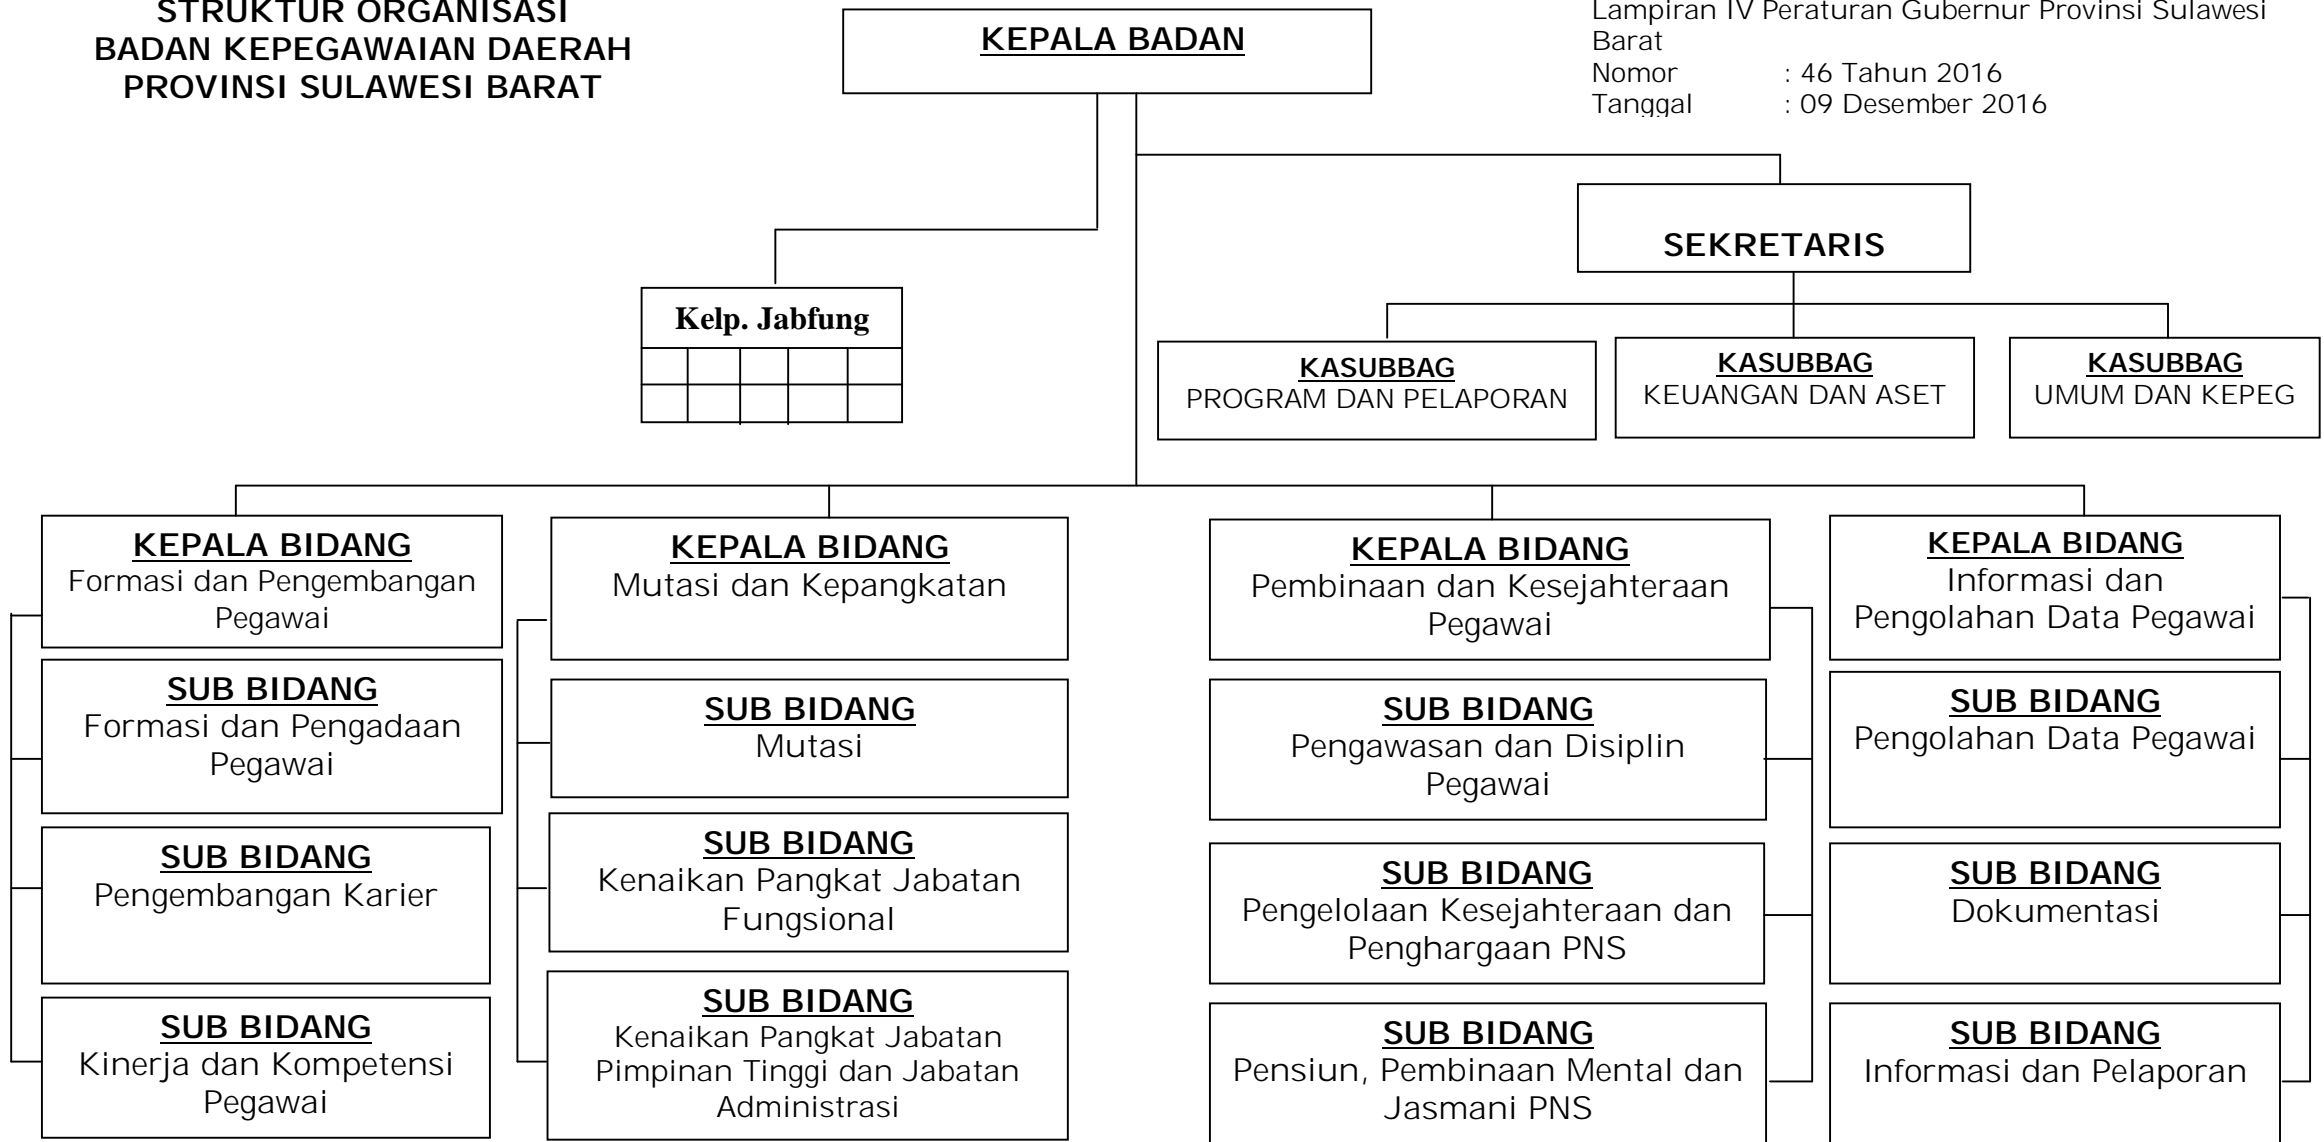 STRUKTUR ORGANISASI
BADAN KEPEGAWAIAN DAERAH
PROVINSI SULAWESI BARAT
KEPALA BADAN
Lampiran IV Peraturan Gubernur Provinsi Sulawesi
Barat
Nomor : 46 Tahun 2016
Tanggal : 09 Desember 2016
SEKRETARIS
Kelp. Jabfung
KASUBBAG
PROGRAM DAN PELAPORAN
KASUBBAG
KEUANGAN DAN ASET
KASUBBAG
UMUM DAN KEPEG
KEPALA BIDANG
Formasi dan Pengembangan
Pegawai
SUB BIDANG
Formasi dan Pengadaan
Pegawai
SUB BIDANG
Pengembangan Karier
SUB BIDANG
Kinerja dan Kompetensi
Pegawai
KEPALA BIDANG
Mutasi dan Kepangkatan
SUB BIDANG
Mutasi
SUB BIDANG
Kenaikan Pangkat Jabatan
Fungsional
SUB BIDANG
Kenaikan Pangkat Jabatan
Pimpinan Tinggi dan Jabatan
Administrasi
KEPALA BIDANG
Pembinaan dan Kesejahteraan
Pegawai
SUB BIDANG
Pengawasan dan Disiplin
Pegawai
SUB BIDANG
Pengelolaan Kesejahteraan dan
Penghargaan PNS
SUB BIDANG
Pensiun, Pembinaan Mental dan
Jasmani PNS
KEPALA BIDANG
Informasi dan
Pengolahan Data Pegawai
SUB BIDANG
Pengolahan Data Pegawai
SUB BIDANG
Dokumentasi
SUB BIDANG
Informasi dan Pelaporan